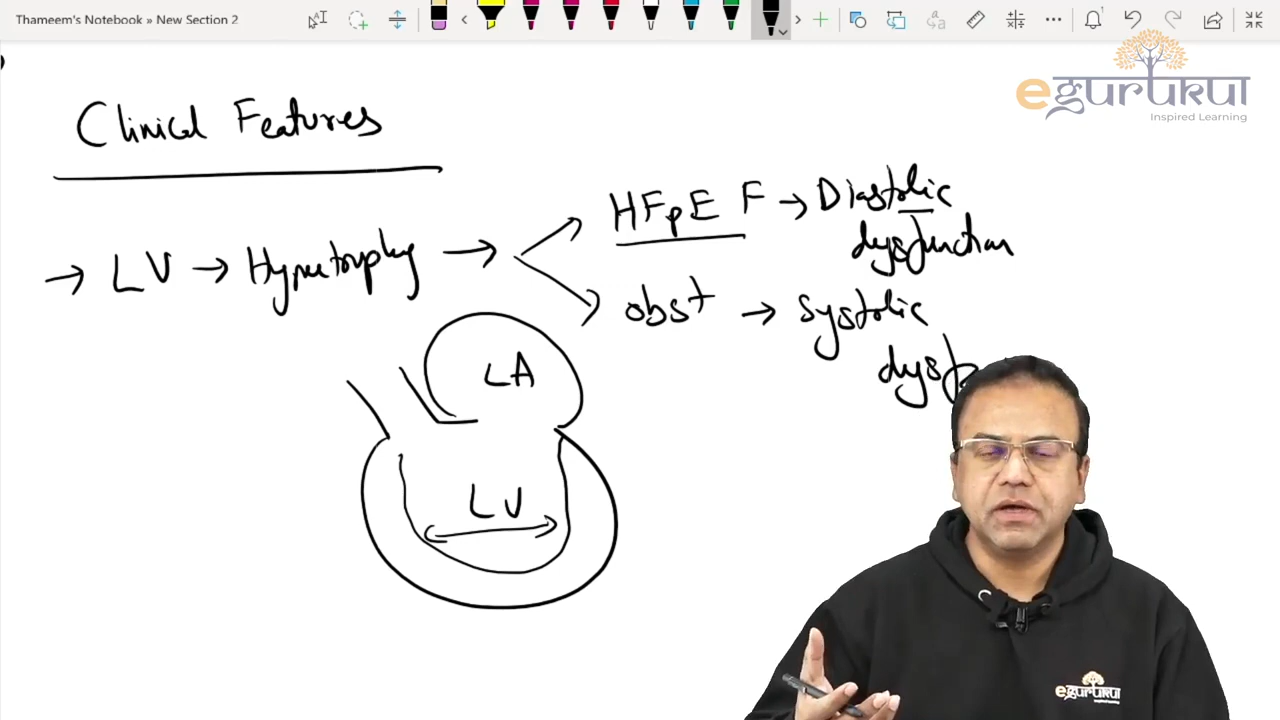 Thameem's Notebook » New Section 2
egurukul
Inspired Learning
Clinical Features
→ LV → Hypertrophy → HFpEF → Diastolic
dysfunction
obst → systolic
dysf
LA
LV
egurukul